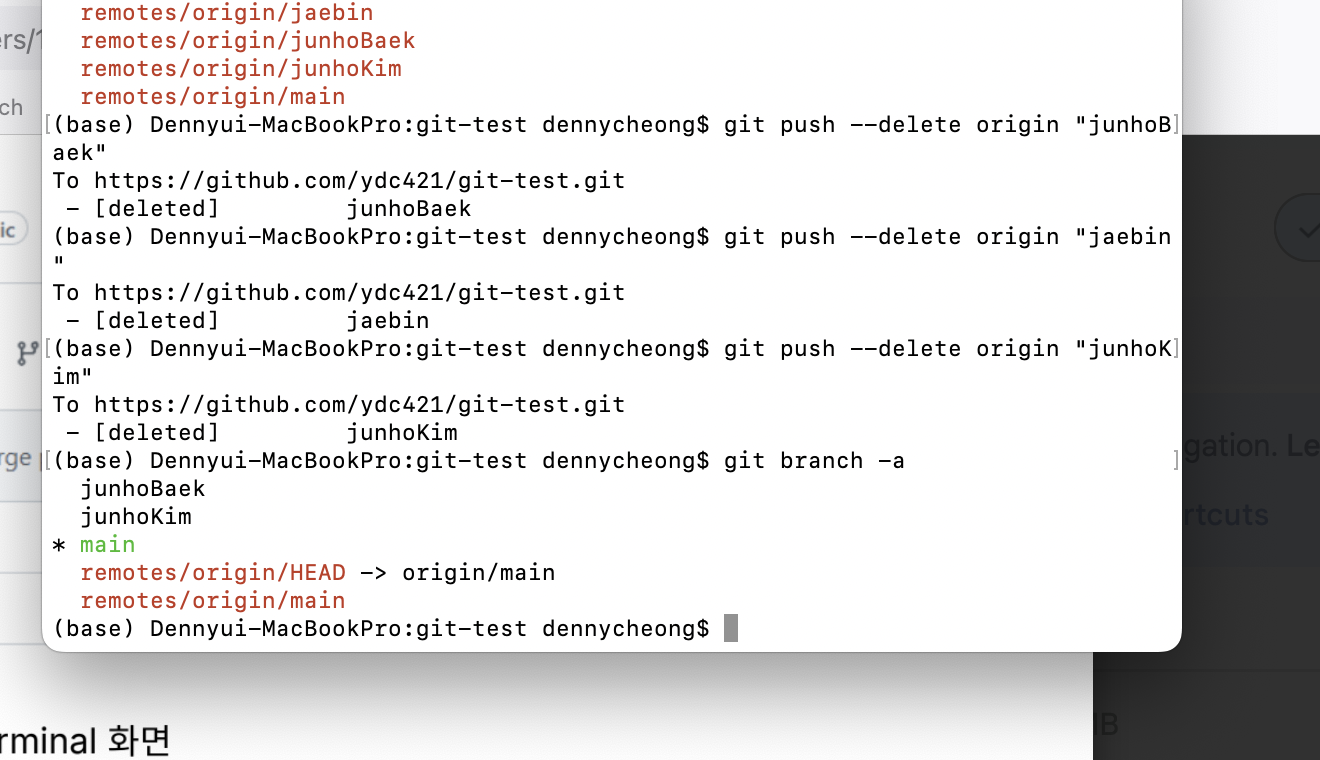 remotes/origin/jaebin
remotes/origin/junhoBaek
remotes/origin/junhoKim
remotes/origin/main
[(base) Dennyui-MacBookPro:git-test dennycheong$ git push --delete origin "junhoB]
aek"
To https://github.com/ydc421/git-test.git
- [deleted] junhoBaek
(base) Dennyui-MacBookPro:git-test dennycheong$ git push --delete origin "jaebin
"
To https://github.com/ydc421/git-test.git
- [deleted] jaebin
[(base) Dennyui-MacBookPro:git-test dennycheong$ git push --delete origin "junhoK]
im"
To https://github.com/ydc421/git-test.git
- [deleted] junhoKim
[(base) Dennyui-MacBookPro:git-test dennycheong$ git branch -a ]
junhoBaek
junhoKim
* main
remotes/origin/HEAD -> origin/main
remotes/origin/main
(base) Dennyui-MacBookPro:git-test dennycheong$
ers/1
ch
ic
rge
gation. Le
rtcuts
rminal 화면